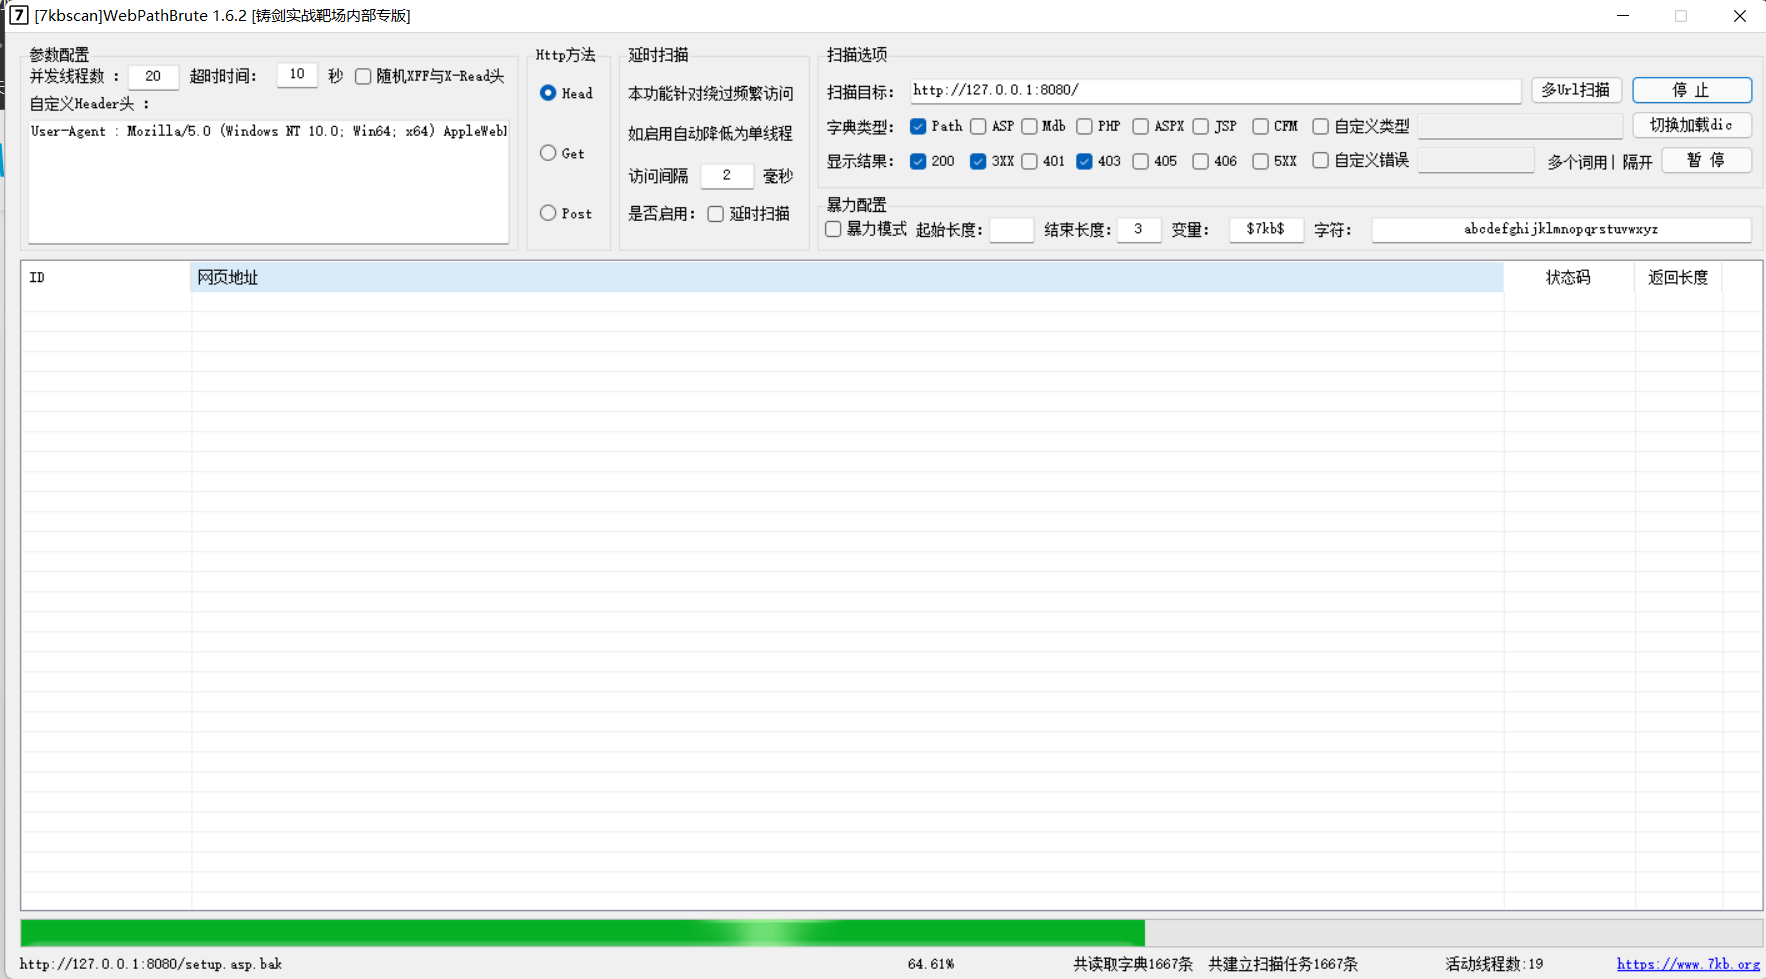 7 [7kbscan]WebPathBrute 1.6.2 [铸剑实战靶场内部专版]
参数配置
并发线程数 : 20 超时时间: 10 秒 随机XFF与X-Read头
自定义Header头 :
User-Agent : Mozilla/5.0 (Windows NT 10.0; Win64; x64) AppleWebK
Http方法
Head
Get
Post
延时扫描
本功能针对绕过频繁访问
如启用自动降低为单线程
访问间隔 2 毫秒
是否启用: 延时扫描
扫描选项
扫描目标: http://127.0.0.1:8080/ 多Url扫描 停 止
字典类型: Path ASP Mdb PHP ASPX JSP CFM 自定义类型 切换加载dic
显示结果: 200 3XX 401 403 405 406 5XX 自定义错误 多个词用| 隔开 暂 停
暴力配置
暴力模式 起始长度: 结束长度: 3 变量: $7kb$ 字符: abcdefghijklmnopqrstuvwxyz
ID 网页地址 状态码 返回长度
http://127.0.0.1:8080/setup.asp.bak 64.61% 共读取字典1667条 共建立扫描任务1667条 活动线程数:19 https://www.7kb.org